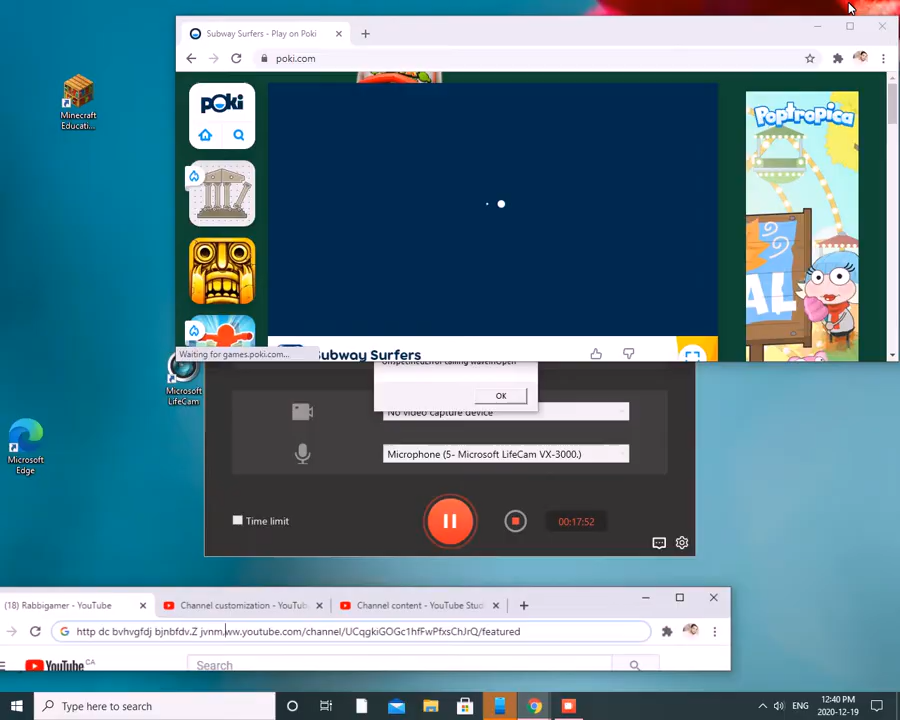 Subway Surfers - Play on Poki
poki.com
Minecraft
Educati...
poki
Poptropica
AL
Waiting for games.poki.com...
Subway Surfers
OK
No video capture device
Microsoft
LifeCam
Microphone (5- Microsoft LifeCam VX-3000.)
Microsoft
Edge
Time limit
00:17:52
(18) Rabbigamer - YouTube
Channel customization - YouTub
Channel content - YouTube Stud
http dc bvhvgfdj bjnbfdv.Z jvnm,ww.youtube.com/channel/UCqgkiGOGc1hfFwPfxsChJrQ/featured
YouTube CA
Search
Type here to search
ENG
12:40 PM
2020-12-19